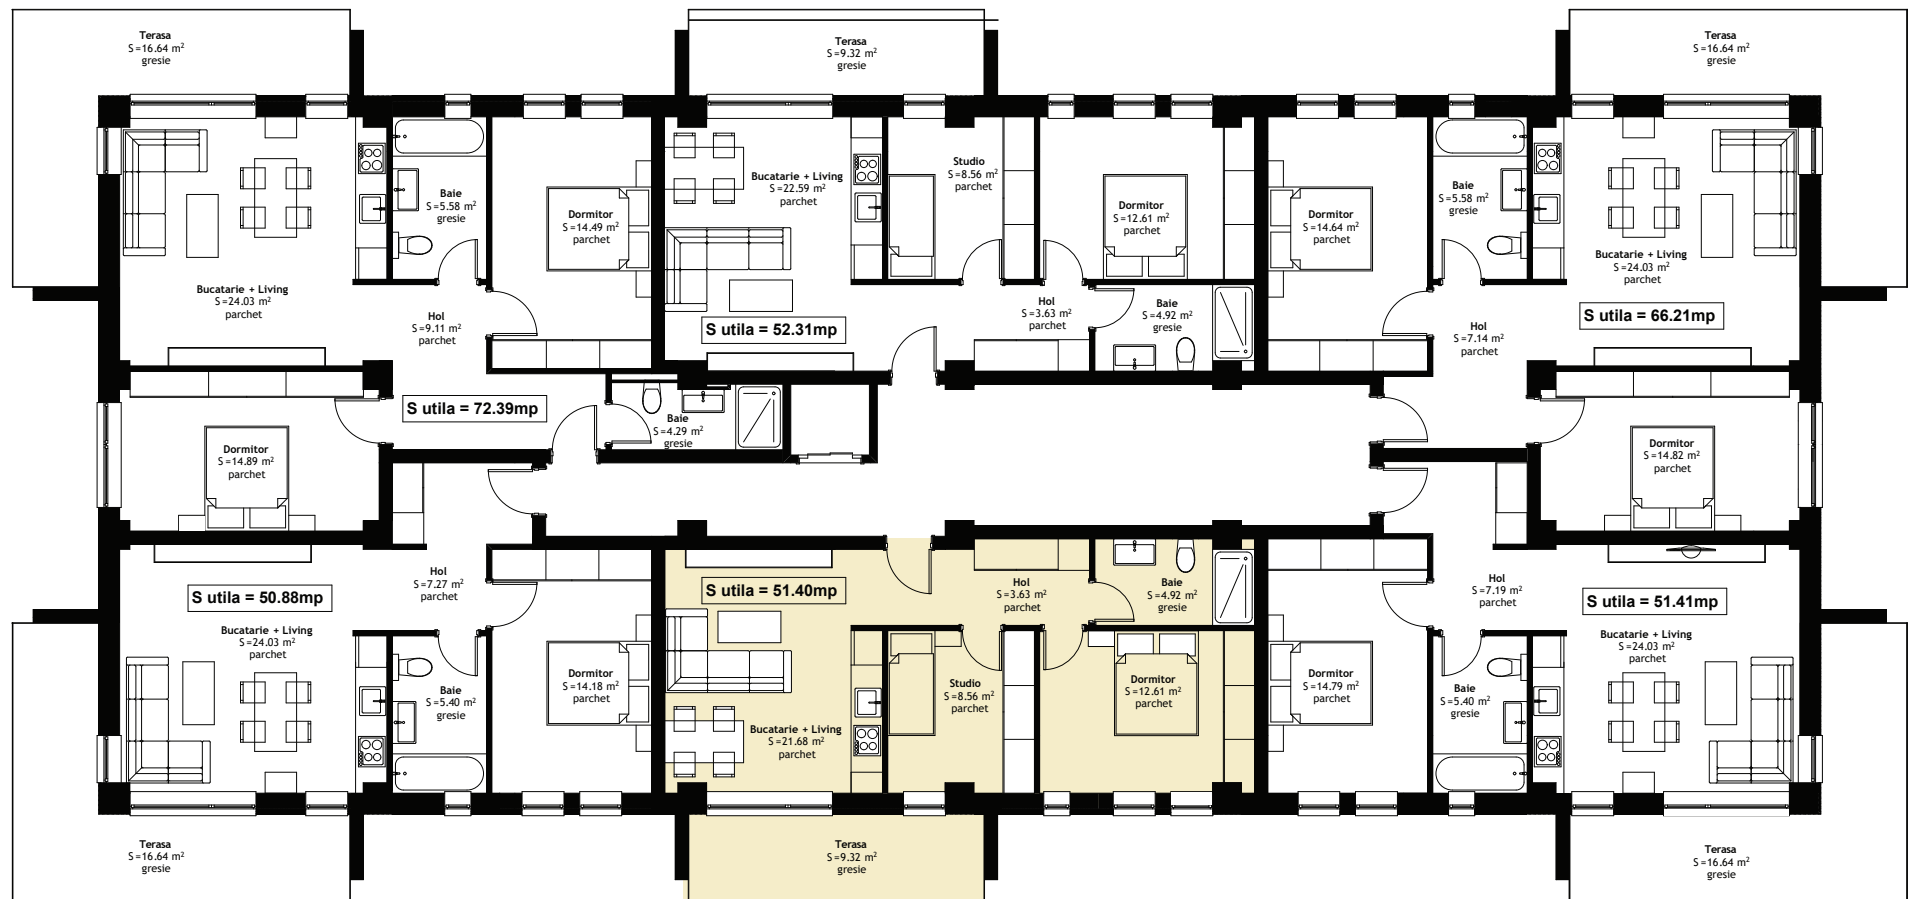 Terasa
S=16.64 m²
gresie
Terasa
S=9.32 m²
gresie
Terasa
S=16.64 m²
gresie
Bucatarie + Living
S=24.03 m²
parchet
Baie
S=5.58 m²
gresie
Dormitor
S=14.49 m²
parchet
Hol
S=9.11 m²
parchet
Bucatarie + Living
S=22.59 m²
parchet
Studio
S=8.56 m²
parchet
Dormitor
S=12.61 m²
parchet
Hol
S=3.63 m²
parchet
Baie
S=4.92 m²
gresie
S utila = 52.31mp
Dormitor
S=14.64 m²
parchet
Baie
S=5.58 m²
gresie
Bucatarie + Living
S=24.03 m²
parchet
S utila = 66.21mp
Hol
S=7.14 m²
parchet
S utila = 72.39mp
Baie
S=4.29 m²
gresie
Dormitor
S=14.89 m²
parchet
Dormitor
S=14.82 m²
parchet
Hol
S=7.27 m²
parchet
S utila = 50.88mp
Bucatarie + Living
S=24.03 m²
parchet
Baie
S=5.40 m²
gresie
Dormitor
S=14.18 m²
parchet
S utila = 51.40mp
Hol
S=3.63 m²
parchet
Baie
S=4.92 m²
gresie
Bucatarie + Living
S=21.68 m²
parchet
Studio
S=8.56 m²
parchet
Dormitor
S=12.61 m²
parchet
Dormitor
S=14.79 m²
parchet
Hol
S=7.19 m²
parchet
S utila = 51.41mp
Baie
S=5.40 m²
gresie
Bucatarie + Living
S=24.03 m²
parchet
Terasa
S=16.64 m²
gresie
Terasa
S=9.32 m²
gresie
Terasa
S=16.64 m²
gresie